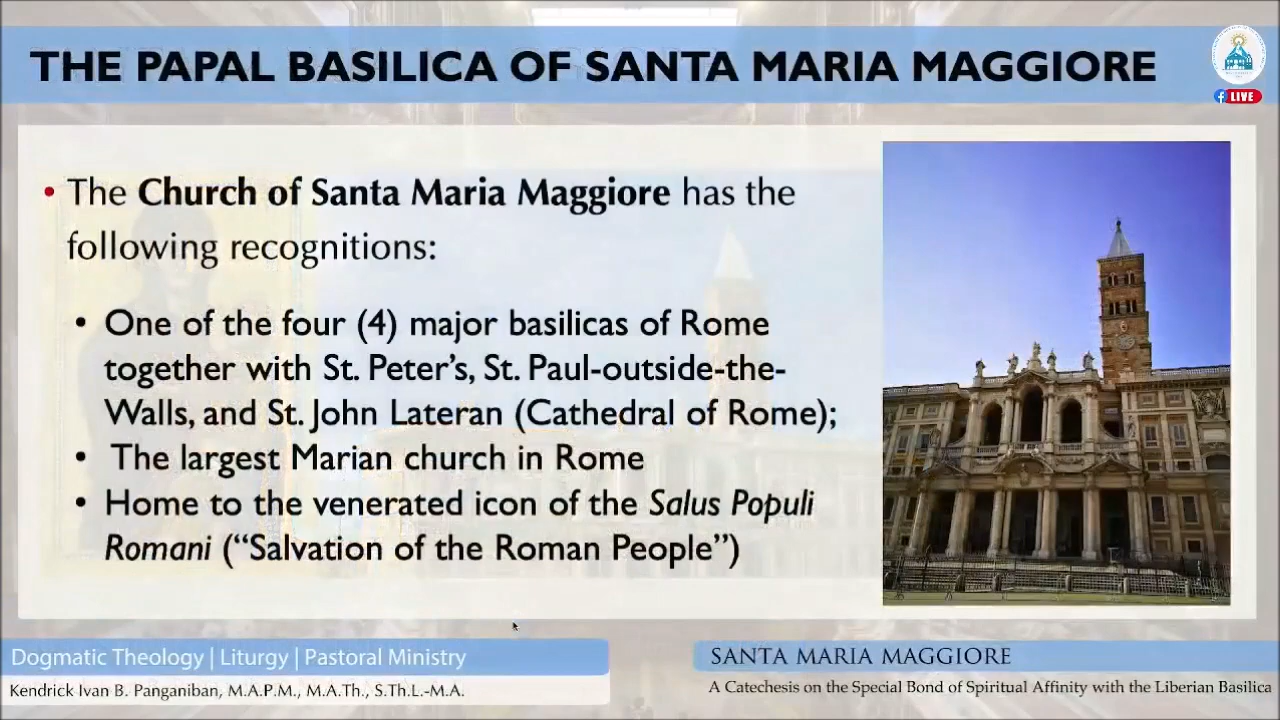 THE PAPAL BASILICA OF SANTA MARIA MAGGIORE
LIVE
• The Church of Santa Maria Maggiore has the
following recognitions:
• One of the four (4) major basilicas of Rome
together with St. Peter's, St. Paul-outside-the-
Walls, and St. John Lateran (Cathedral of Rome);
• The largest Marian church in Rome
• Home to the venerated icon of the Salus Populi
Romani (“Salvation of the Roman People”)
Dogmatic Theology | Liturgy | Pastoral Ministry
Kendrick Ivan B. Panganiban, M.A.P.M., M.A.Th., S.Th.L.-M.A.
SANTA MARIA MAGGIORE
A Catechesis on the Special Bond of Spiritual Affinity with the Liberian Basilica